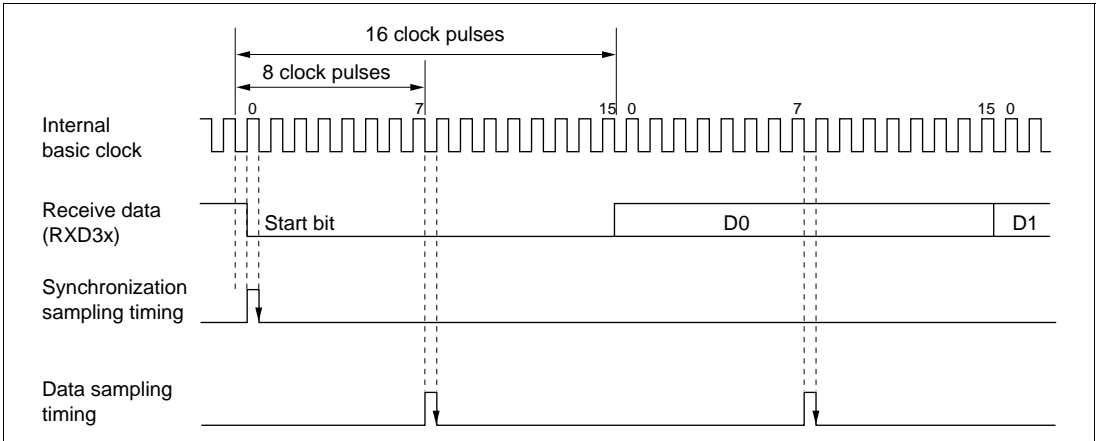 16 clock pulses
8 clock pulses
0 7 15 0 7 15 0
Internal
basic clock
Receive data
(RXD3x)
Start bit D0 D1
Synchronization
sampling timing
Data sampling
timing